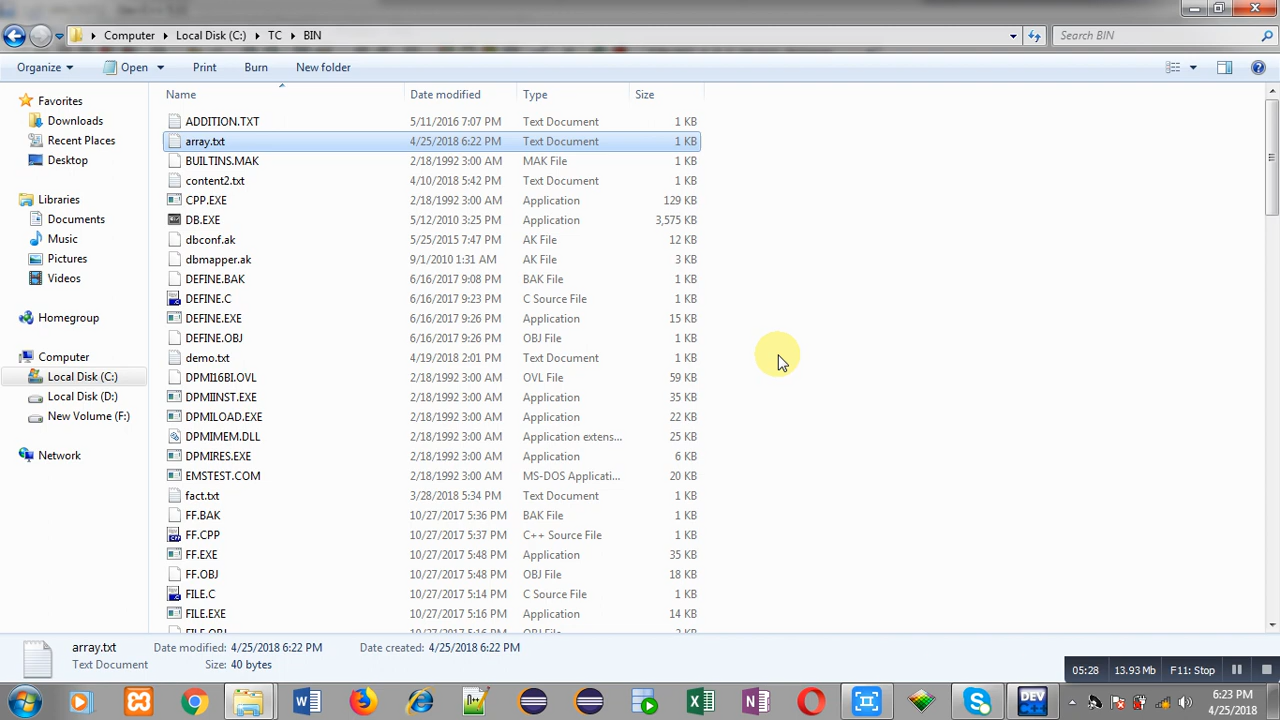 Computer Local Disk (C:) TC BIN Search BIN
Organize Open Print Burn New folder
Name Date modified Type Size
Favorites
Downloads
Recent Places
Desktop
Libraries
Documents
Music
Pictures
Videos
Homegroup
Computer
Local Disk (C:)
Local Disk (D:)
New Volume (F:)
Network
ADDITION.TXT 5/11/2016 7:07 PM Text Document 1 KB
array.txt 4/25/2018 6:22 PM Text Document 1 KB
BUILTINS.MAK 2/18/1992 3:00 AM MAK File 1 KB
content2.txt 4/10/2018 5:42 PM Text Document 1 KB
CPP.EXE 2/18/1992 3:00 AM Application 129 KB
DB.EXE 5/12/2010 3:25 PM Application 3,575 KB
dbconf.ak 5/25/2015 7:47 PM AK File 12 KB
dbmapper.ak 9/1/2010 1:31 AM AK File 3 KB
DEFINE.BAK 6/16/2017 9:08 PM BAK File 1 KB
DEFINE.C 6/16/2017 9:23 PM C Source File 1 KB
DEFINE.EXE 6/16/2017 9:26 PM Application 15 KB
DEFINE.OBJ 6/16/2017 9:26 PM OBJ File 1 KB
demo.txt 4/19/2018 2:01 PM Text Document 1 KB
DPMI16BI.OVL 2/18/1992 3:00 AM OVL File 59 KB
DPMIINST.EXE 2/18/1992 3:00 AM Application 35 KB
DPMILOAD.EXE 2/18/1992 3:00 AM Application 22 KB
DPMIMEM.DLL 2/18/1992 3:00 AM Application extens... 25 KB
DPMIRES.EXE 2/18/1992 3:00 AM Application 6 KB
EMSTEST.COM 2/18/1992 3:00 AM MS-DOS Applicati... 20 KB
fact.txt 3/28/2018 5:34 PM Text Document 1 KB
FF.BAK 10/27/2017 5:36 PM BAK File 1 KB
FF.CPP 10/27/2017 5:37 PM C++ Source File 1 KB
FF.EXE 10/27/2017 5:48 PM Application 35 KB
FF.OBJ 10/27/2017 5:48 PM OBJ File 18 KB
FILE.C 10/27/2017 5:14 PM C Source File 1 KB
FILE.EXE 10/27/2017 5:16 PM Application 14 KB
array.txt Date modified: 4/25/2018 6:22 PM Date created: 4/25/2018 6:22 PM
Text Document Size: 40 bytes
05:28 13.93 Mb F11: Stop
DEV
6:23 PM
4/25/2018